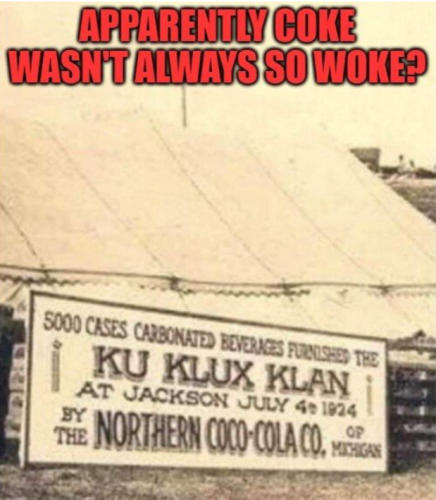 APPARENTLY COKE
WASN'T ALWAYS SO WOKE?
5000 CASES CARBONATED BEVERAGES FURNISHED THE
KU KLUX KLAN
AT JACKSON JULY 4th 1924
BY THE NORTHERN COCO-COLA CO. OF MICHIGAN